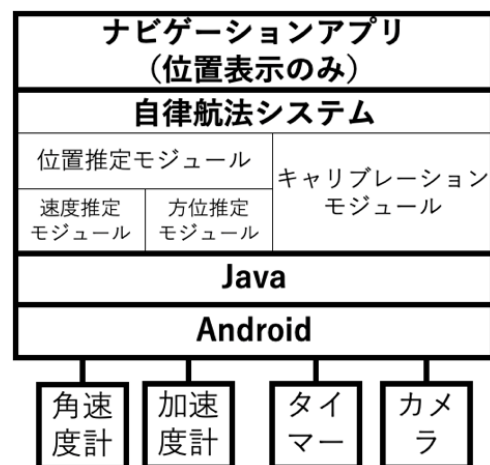 ナビゲーションアプリ
（位置表示のみ）
自律航法システム
位置推定モジュール
キャリブレーション
モジュール
速度推定
モジュール
方位推定
モジュール
Java
Android
角速
度計
加速
度計
タイ
マー
カメ
ラ